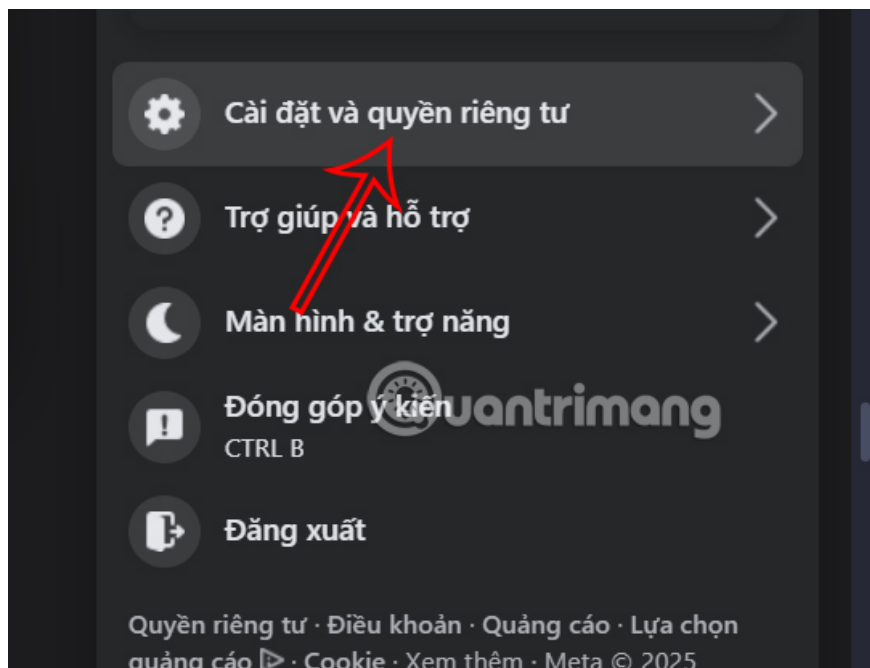 Cài đặt và quyền riêng tư
Trợ giúp và hỗ trợ
Màn hình & trợ năng
Đóng góp ý kiến
uantrimang
CTRL B
Đăng xuất
Quyền riêng tư · Điều khoản · Quảng cáo · Lựa chọn
quảng cáo · Cookie · Xem thêm · Meta © 2025